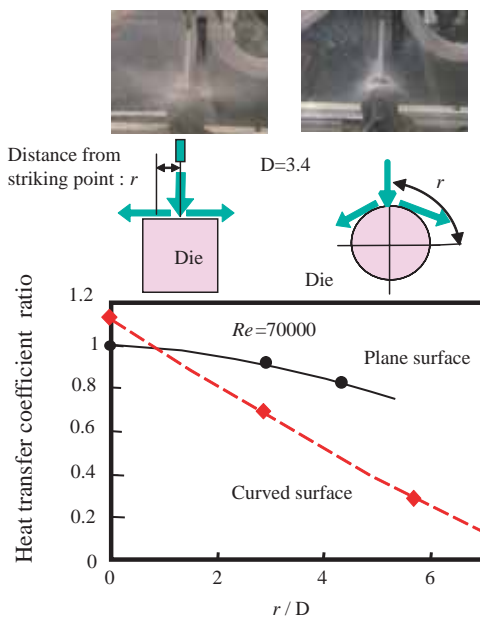 Distance from
striking point : r
D=3.4
r
Die
Die
Heat transfer coefficient ratio
1.2
1
0.8
0.6
0.4
0.2
0
Re=70000
Plane surface
Curved surface
0
2
4
6
r / D